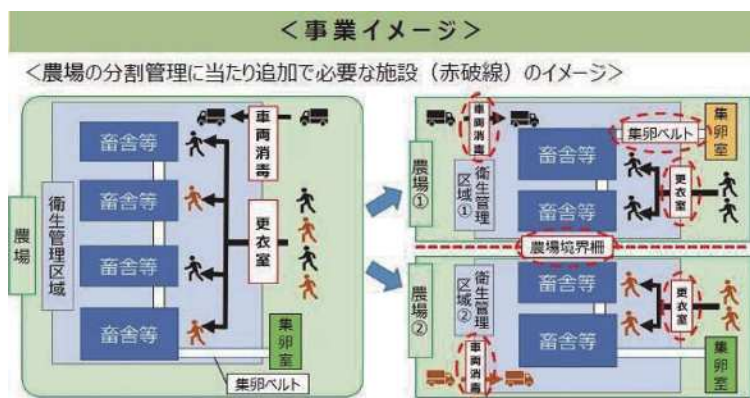 ＜事業イメージ＞
＜農場の分割管理に当たり追加で必要な施設（赤破線）のイメージ＞
農場
衛生管理区域
畜舎等
畜舎等
畜舎等
畜舎等
車両消毒
更衣室
集卵室
集卵ベルト
農場①
衛生管理
区域①
車両消毒
畜舎等
畜舎等
集卵ベルト
集卵室
更衣室
農場境界柵
農場②
衛生管理
区域②
車両消毒
畜舎等
畜舎等
更衣室
集卵室